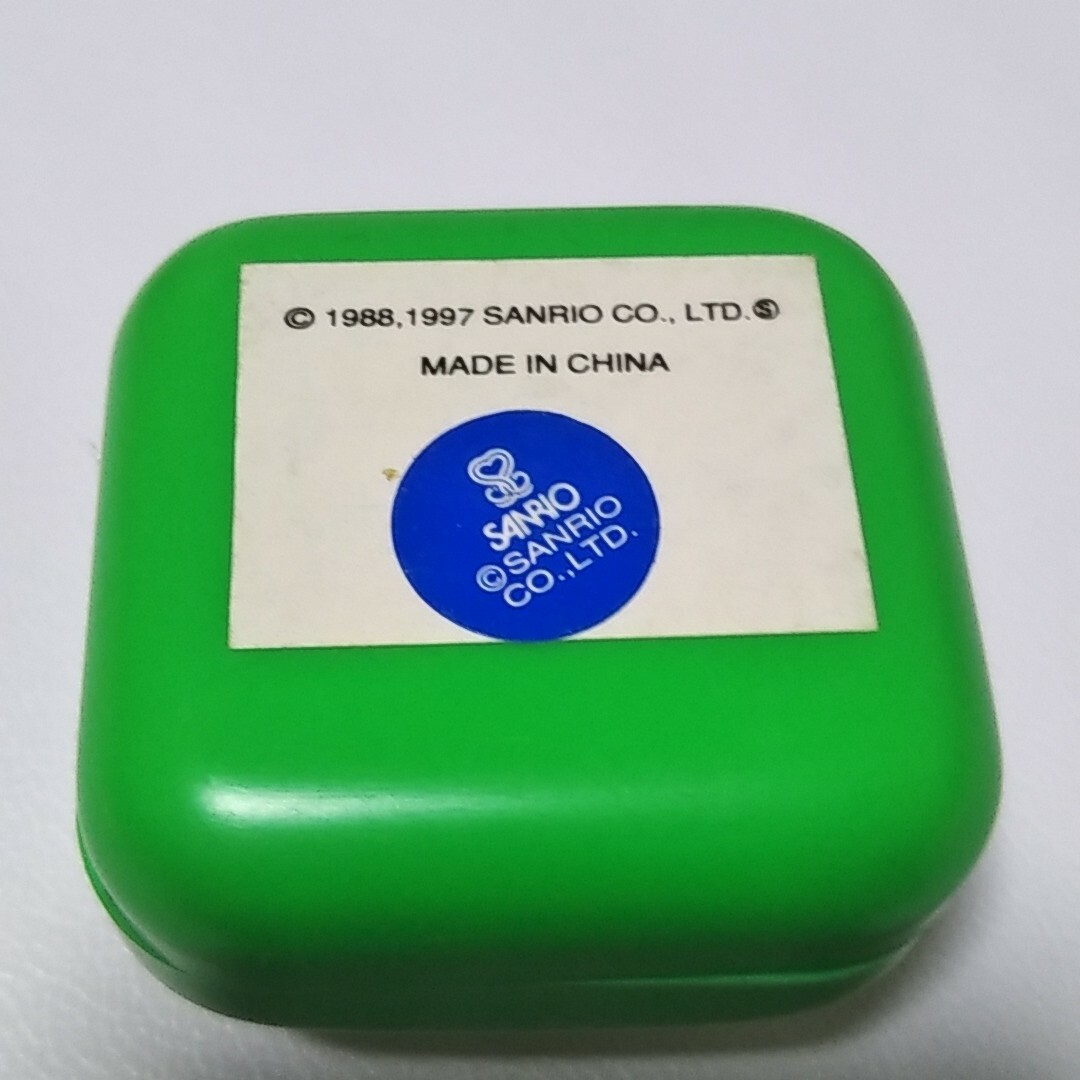 © 1988,1997 SANRIO CO., LTD.Ⓢ
MADE IN CHINA
SANRIO
©SANRIO
CO.,LTD.